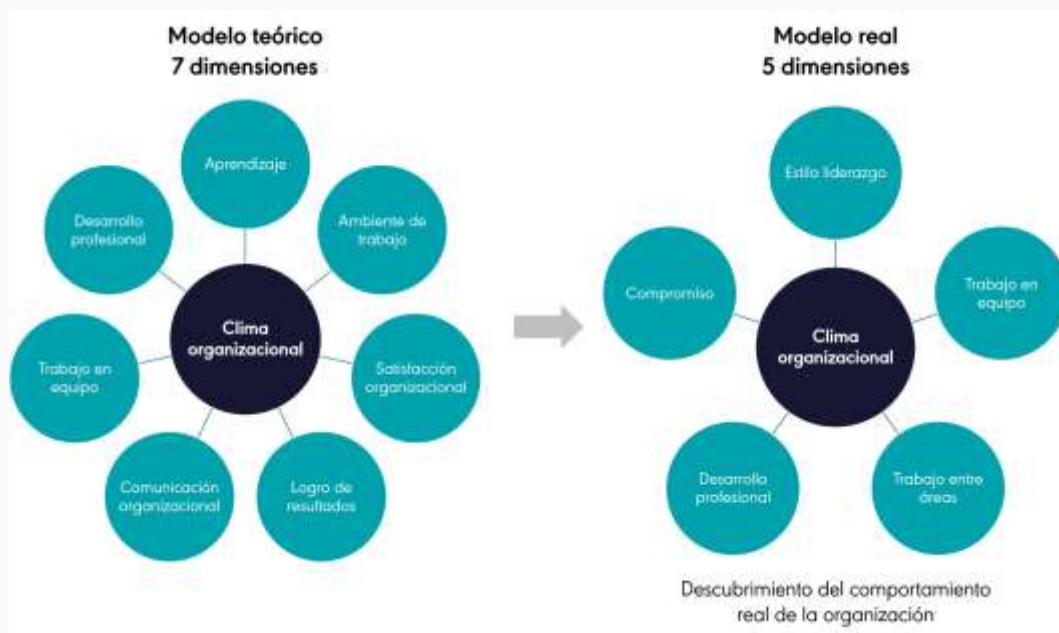 Modelo teórico
7 dimensiones
Aprendizaje
Desarrollo
profesional
Ambiente de
trabajo
Clima
organizacional
Trabajo en
equipo
Satisfacción
organizacional
Comunicación
organizacional
Logro de
resultados
Modelo real
5 dimensiones
Estilo liderazgo
Compromiso
Trabajo en
equipo
Clima
organizacional
Desarrollo
profesional
Trabajo entre
áreas
Descubrimiento del comportamiento
real de la organización